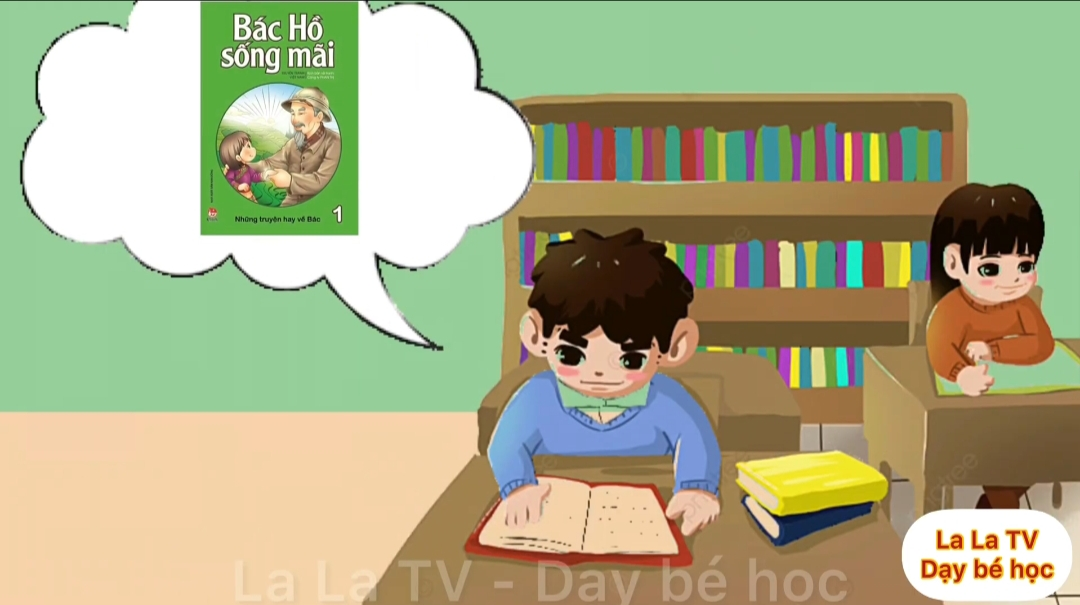 Bác Hồ
sống mãi
Những truyện hay về Bác
1
La La TV
Dạy bé học
La La TV - Dạy bé học